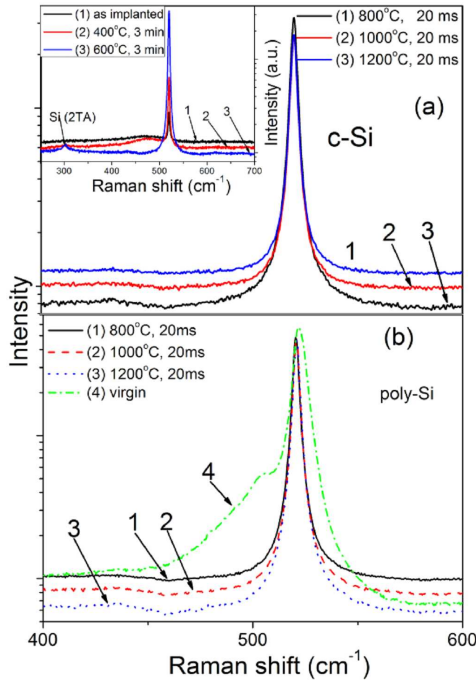 (1) as implanted
(2) 400°C, 3 min
(3) 600°C, 3 min
Si (2TA)
1
2
3
300 400 500 600 700
Raman shift (cm⁻¹)
Intensity (a.u.)
(1) 800°C, 20 ms
(2) 1000°C, 20 ms
(3) 1200°C, 20 ms
(a)
c-Si
1
2
3
Intensity
(1) 800°C, 20ms
(2) 1000°C, 20ms
(3) 1200°C, 20ms
(4) virgin
(b)
poly-Si
4
3
1
2
400 500 600
Raman shift (cm⁻¹)